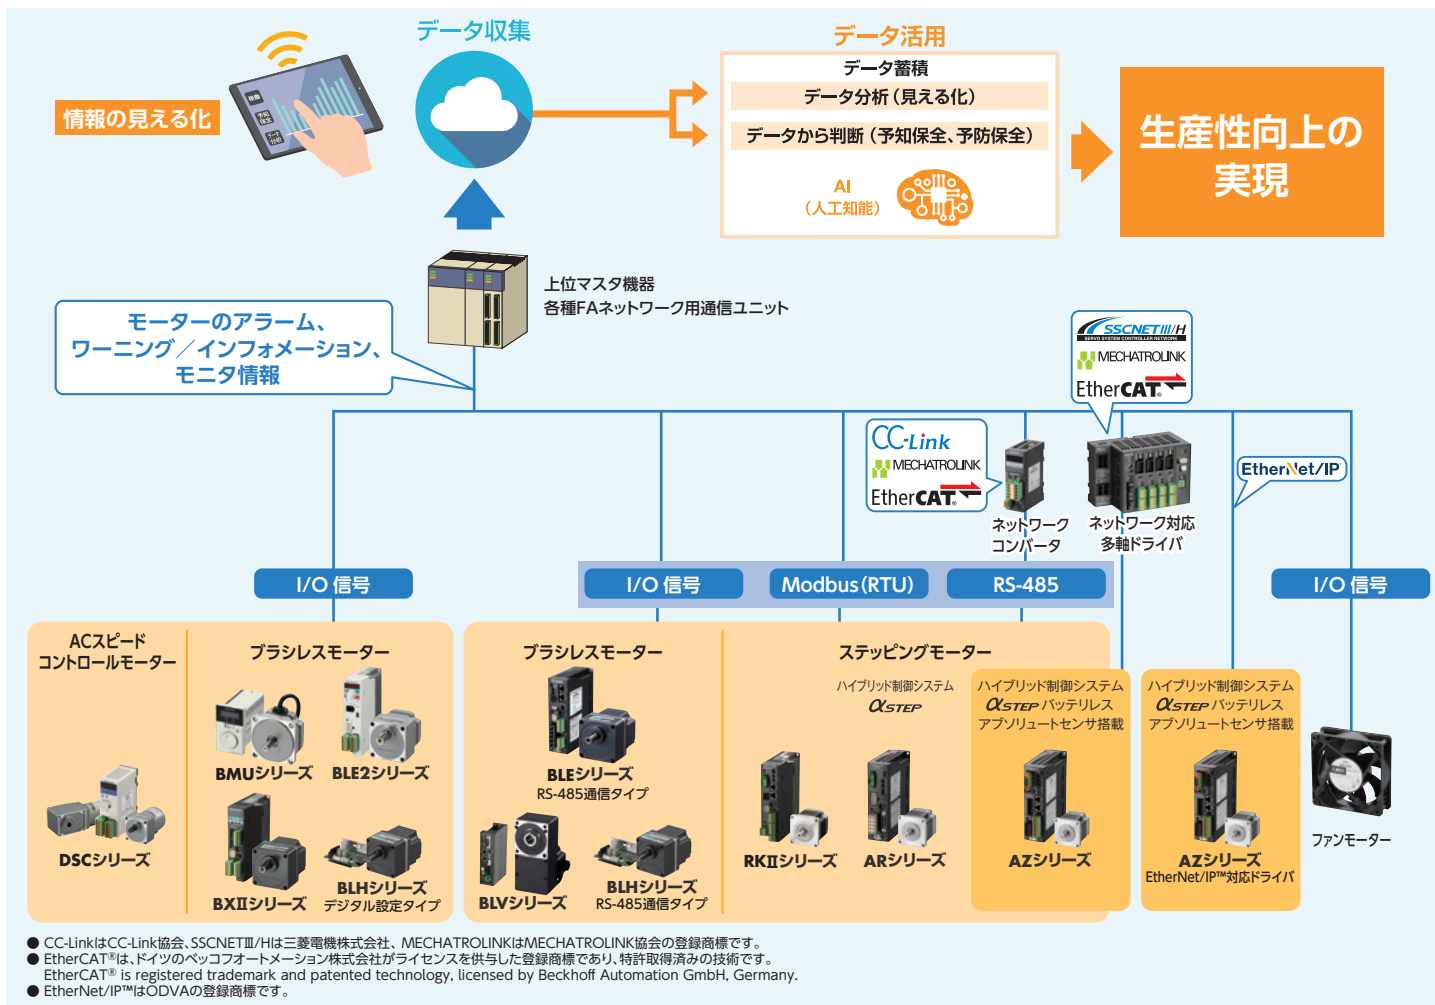 データ収集
データ活用
データ蓄積
データ分析（見える化）
データから判断（予知保全、予防保全）
AI
（人工知能）
生産性向上の
実現
情報の見える化
稼働
予知
保全
データ
分析
上位マスタ機器
各種FAネットワーク用通信ユニット
モーターのアラーム、
ワーニング／インフォメーション、
モニタ情報
SSCNETⅢ/H
SERVO SYSTEM CONTROLLER NETWORK
MECHATROLINK
EtherCAT®
CC-Link
MECHATROLINK
EtherCAT®
EtherNet/IP
ネットワーク
コンバータ
ネットワーク対応
多軸ドライバ
I/O 信号
I/O 信号
Modbus（RTU）
RS-485
I/O 信号
ACスピード
コントロールモーター
ブラシレスモーター
ブラシレスモーター
ステッピングモーター
ハイブリッド制御システム
αSTEP
ハイブリッド制御システム
αSTEP バッテリレス
アブソリュートセンサ搭載
ハイブリッド制御システム
αSTEP バッテリレス
アブソリュートセンサ搭載
DSCシリーズ
BMUシリーズ
BLE2シリーズ
BXⅡシリーズ
BLHシリーズ
デジタル設定タイプ
BLEシリーズ
RS-485通信タイプ
BLVシリーズ
BLHシリーズ
RS-485通信タイプ
RKⅡシリーズ
ARシリーズ
AZシリーズ
AZシリーズ
EtherNet/IP™対応ドライバ
ファンモーター
● CC-LinkはCC-Link協会、SSCNETⅢ/Hは三菱電機株式会社、MECHATROLINKはMECHATROLINK協会の登録商標です。
● EtherCAT®は、ドイツのベッコフオートメーション株式会社がライセンスを供与した登録商標であり、特許取得済みの技術です。
EtherCAT® is registered trademark and patented technology, licensed by Beckhoff Automation GmbH, Germany.
● EtherNet/IP™はODVAの登録商標です。